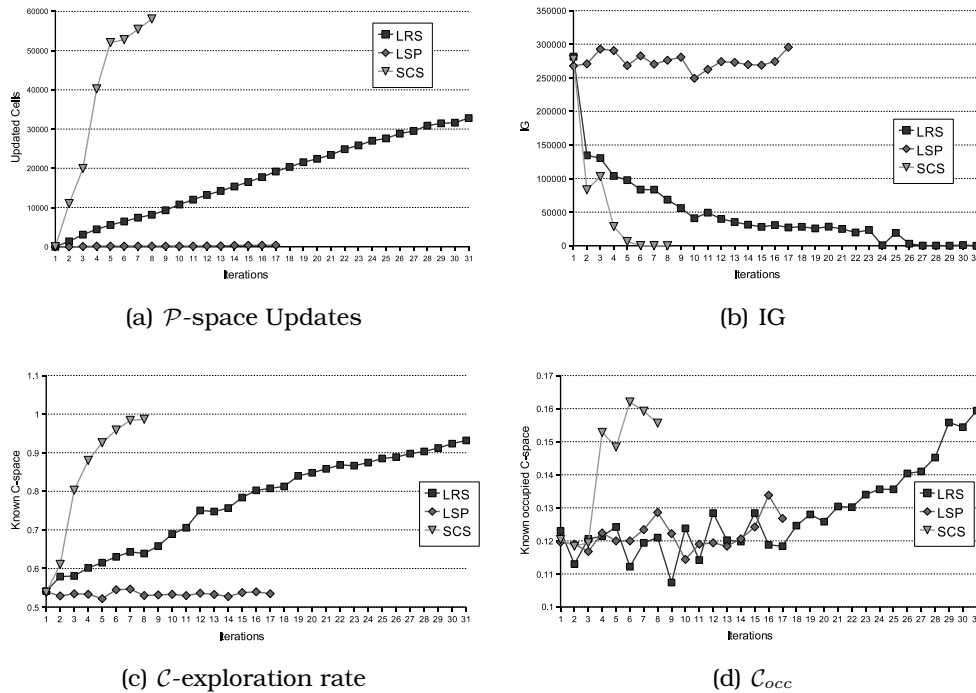 60000
50000
40000
30000
20000
10000
0
Updated Cells
LRS
LSP
SCS
1 2 3 4 5 6 7 8 9 10 11 12 13 14 15 16 17 18 19 20 21 22 23 24 25 26 27 28 29 30 31
Iterations
(a) P-space Updates
350000
300000
250000
200000
150000
100000
50000
0
IG
LRS
LSP
SCS
1 2 3 4 5 6 7 8 9 10 11 12 13 14 15 16 17 18 19 20 21 22 23 24 25 26 27 28 29 30 31
Iterations
(b) IG
1.1
1
0.9
0.8
0.7
0.6
0.5
Known C-space
LRS
LSP
SCS
1 2 3 4 5 6 7 8 9 10 11 12 13 14 15 16 17 18 19 20 21 22 23 24 25 26 27 28 29 30 31
Iterations
(c) C-exploration rate
0.17
0.16
0.15
0.14
0.13
0.12
0.11
0.1
Known occupied C-space
LRS
LSP
SCS
1 2 3 4 5 6 7 8 9 10 11 12 13 14 15 16 17 18 19 20 21 22 23 24 25 26 27 28 29 30 31
Iterations
(d) Cocc